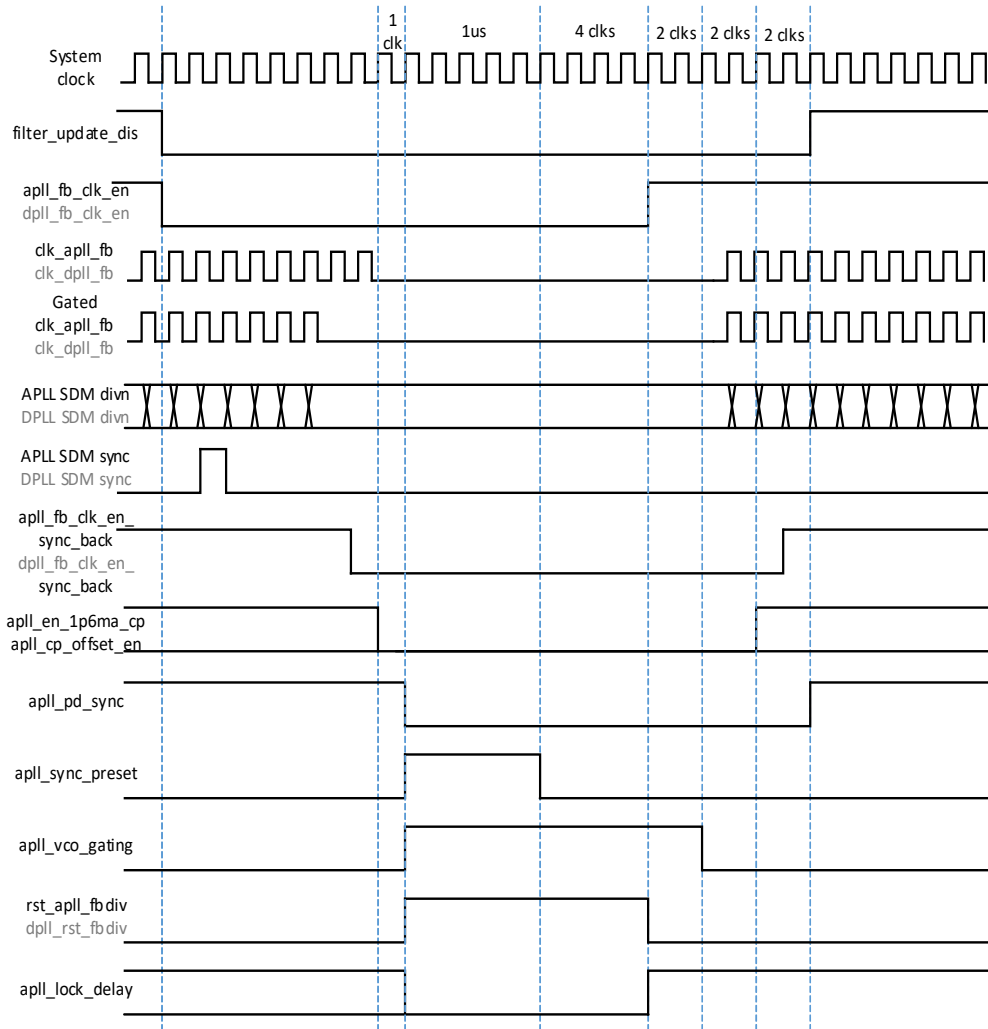 1
clk
1us
4 clks
2 clks
2 clks
2 clks
System
clock
filter_update_dis
apll_fb_clk_en
dpll_fb_clk_en
clk_apll_fb
clk_dpll_fb
Gated
clk_apll_fb
clk_dpll_fb
APLL SDM divn
DPLL SDM divn
APLL SDM sync
DPLL SDM sync
apll_fb_clk_en_
sync_back
dpll_fb_clk_en_
sync_back
apll_en_1p6ma_cp
apll_cp_offset_en
apll_pd_sync
apll_sync_preset
apll_vco_gating
rst_apll_fbdiv
dpll_rst_fbdiv
apll_lock_delay